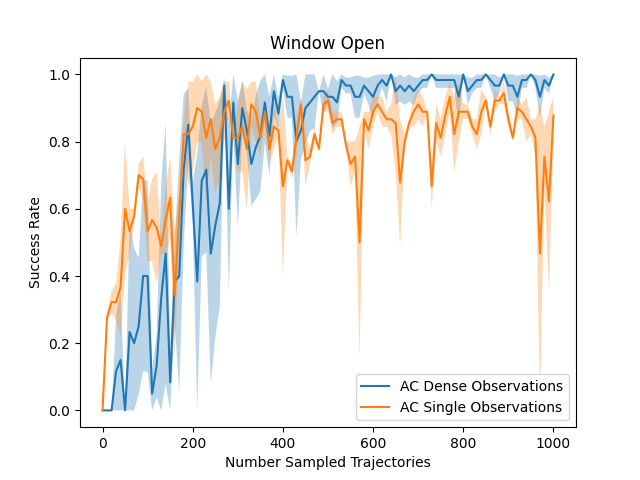 Window Open
Success Rate
1.0
0.8
0.6
0.4
0.2
0.0
AC Dense Observations
AC Single Observations
0
200
400
600
800
1000
Number Sampled Trajectories